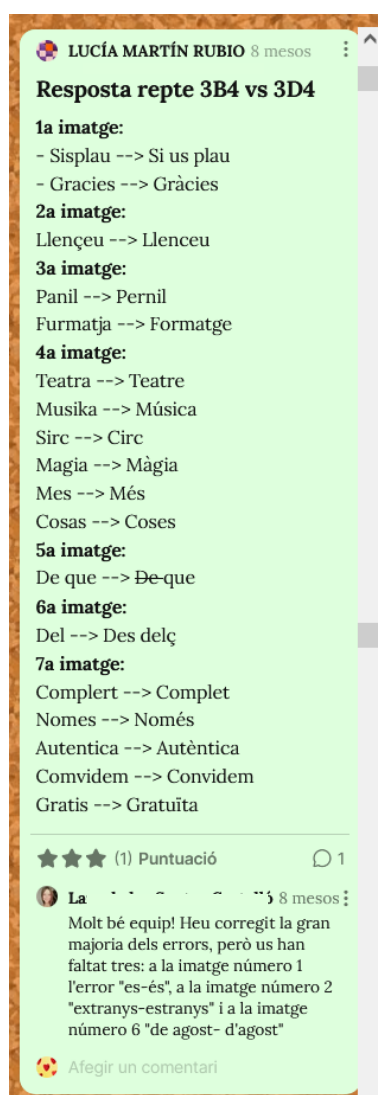 LUCÍA MARTÍN RUBIO 8 mesos
Resposta repte 3B4 vs 3D4
1a imatge:
- Sisplau --> Si us plau
- Gracies --> Gràcies
2a imatge:
Llençeu --> Llenceu
3a imatge:
Panil --> Pernil
Furmatja --> Formatge
4a imatge:
Teatra --> Teatre
Musika --> Música
Sirc --> Circ
Magia --> Màgia
Mes --> Més
Cosas --> Coses
5a imatge:
De que --> De que
6a imatge:
Del --> Des delç
7a imatge:
Complert --> Complet
Nomes --> Només
Autentica --> Autèntica
Comvidem --> Convidem
Gratis --> Gratuïta
(1) Puntuació 1
8 mesos
Molt bé equip! Heu corregit la gran
majoria dels errors, però us han
faltat tres: a la imatge número 1
l'error "es-és", a la imatge número 2
"extranys-estranys" i a la imatge
número 6 "de agost- d'agost"
Afegir un comentari